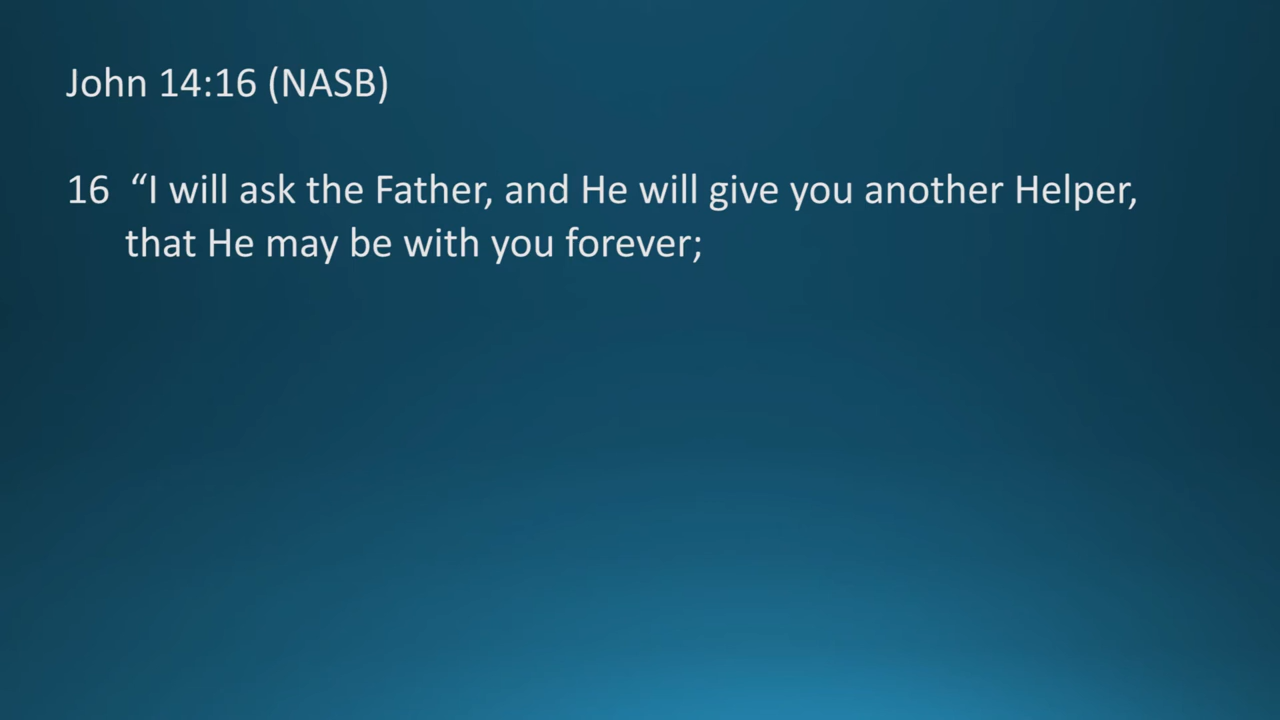 John 14:16 (NASB)
16 “I will ask the Father, and He will give you another Helper,
that He may be with you forever;